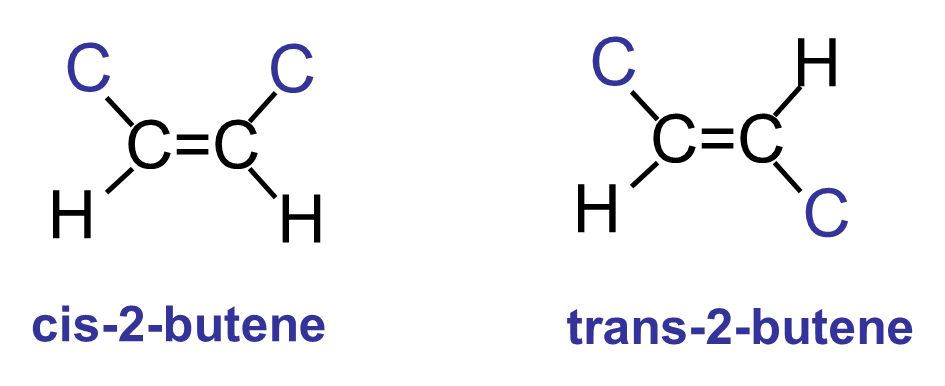 C C
C=C
H H
cis-2-butene
C H
C=C
H C
trans-2-butene